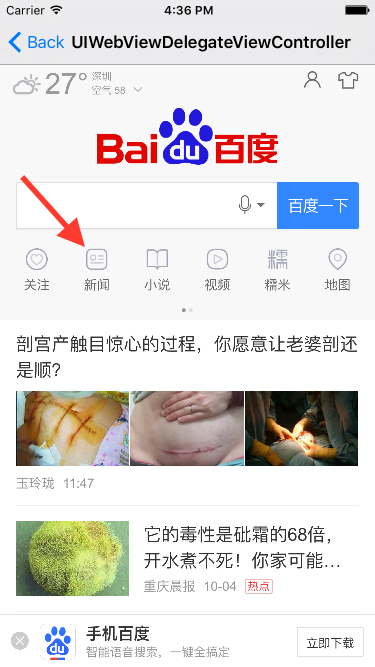 Carrier 4:36 PM
Back UIWebViewDelegateViewController
27° 深圳
空气 58
Bai du 百度
百度一下
关注 新闻 小说 视频 糯 糯米 地图
剖宫产触目惊心的过程，你愿意让老婆剖还
是顺?
玉玲珑 11:47
它的毒性是砒霜的68倍，
开水煮不死！你家可能...
重庆晨报 10-04 热点
du 手机百度
智能语音搜索，一键全搞定
立即下载